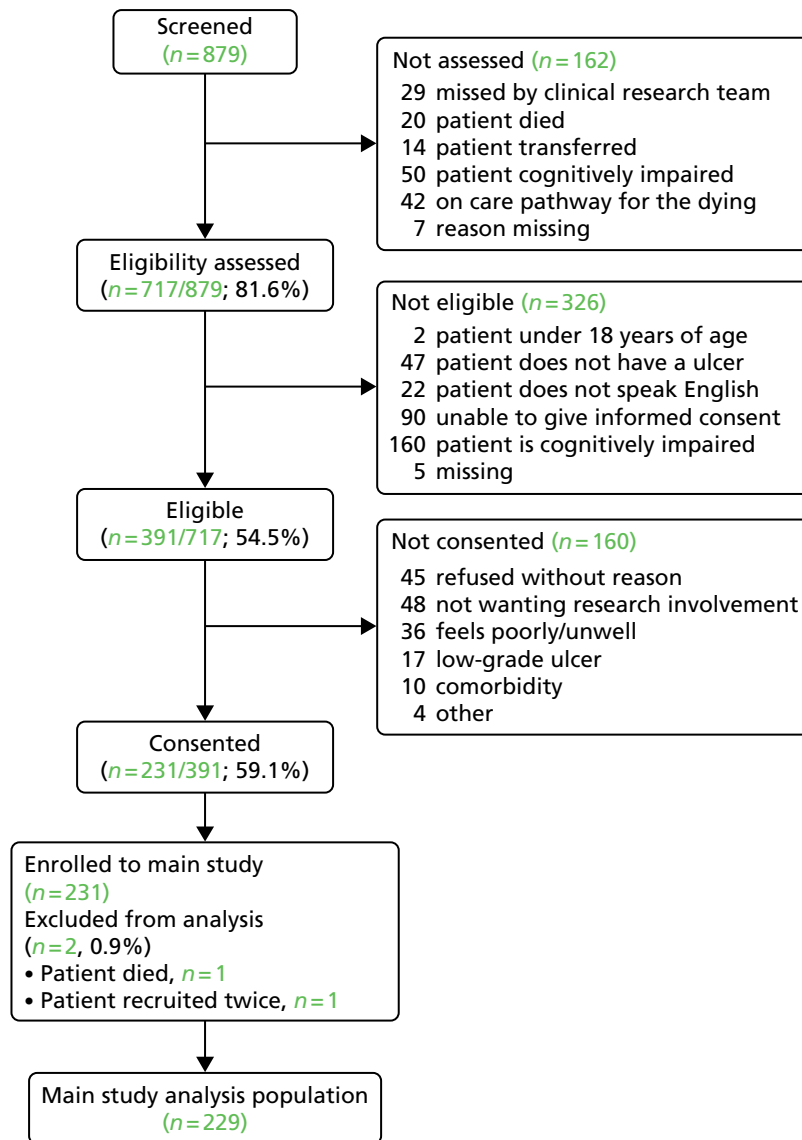 Screened
(n=879)
Not assessed (n=162)
29 missed by clinical research team
20 patient died
14 patient transferred
50 patient cognitively impaired
42 on care pathway for the dying
7 reason missing
Eligibility assessed
(n=717/879; 81.6%)
Not eligible (n=326)
2 patient under 18 years of age
47 patient does not have a ulcer
22 patient does not speak English
90 unable to give informed consent
160 patient is cognitively impaired
5 missing
Eligible
(n=391/717; 54.5%)
Not consented (n=160)
45 refused without reason
48 not wanting research involvement
36 feels poorly/unwell
17 low-grade ulcer
10 comorbidity
4 other
Consented
(n=231/391; 59.1%)
Enrolled to main study
(n=231)
Excluded from analysis
(n=2, 0.9%)
• Patient died, n=1
• Patient recruited twice, n=1
Main study analysis population
(n=229)